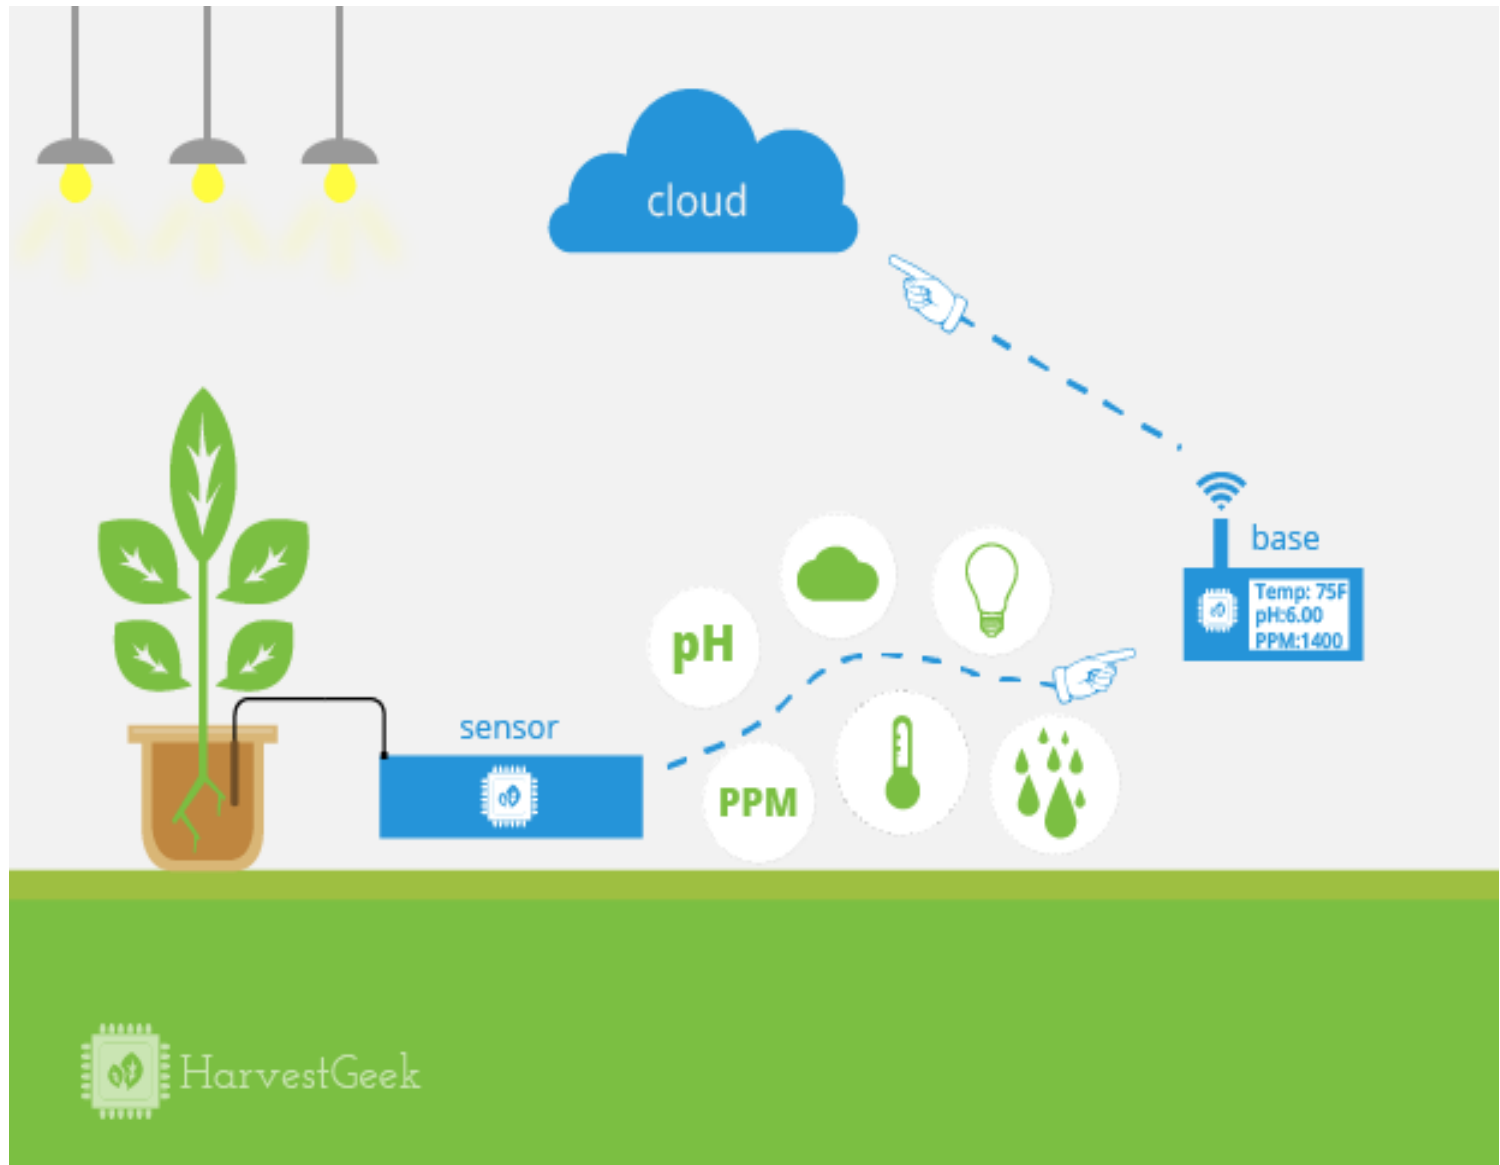 cloud
base
Temp: 75F
pH:6.00
PPM:1400
pH
sensor
PPM
HarvestGeek